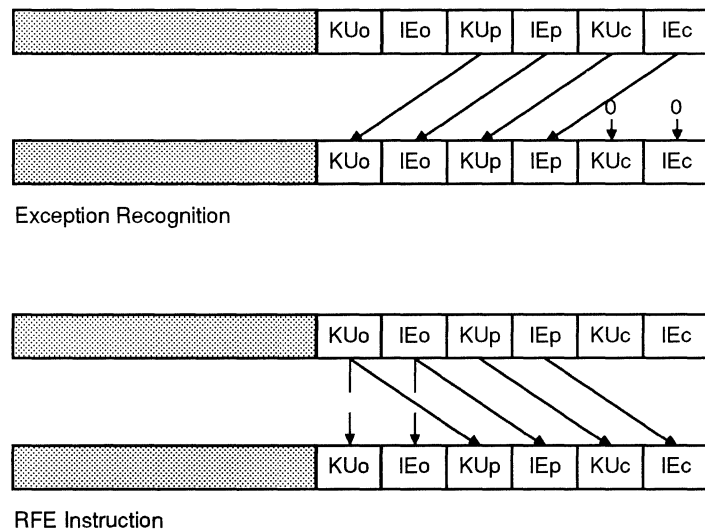 KUo IEo KUp IEp KUc IEc
0 0
KUo IEo KUp IEp KUc IEc
Exception Recognition
KUo IEo KUp IEp KUc IEc
KUo IEo KUp IEp KUc IEc
RFE Instruction